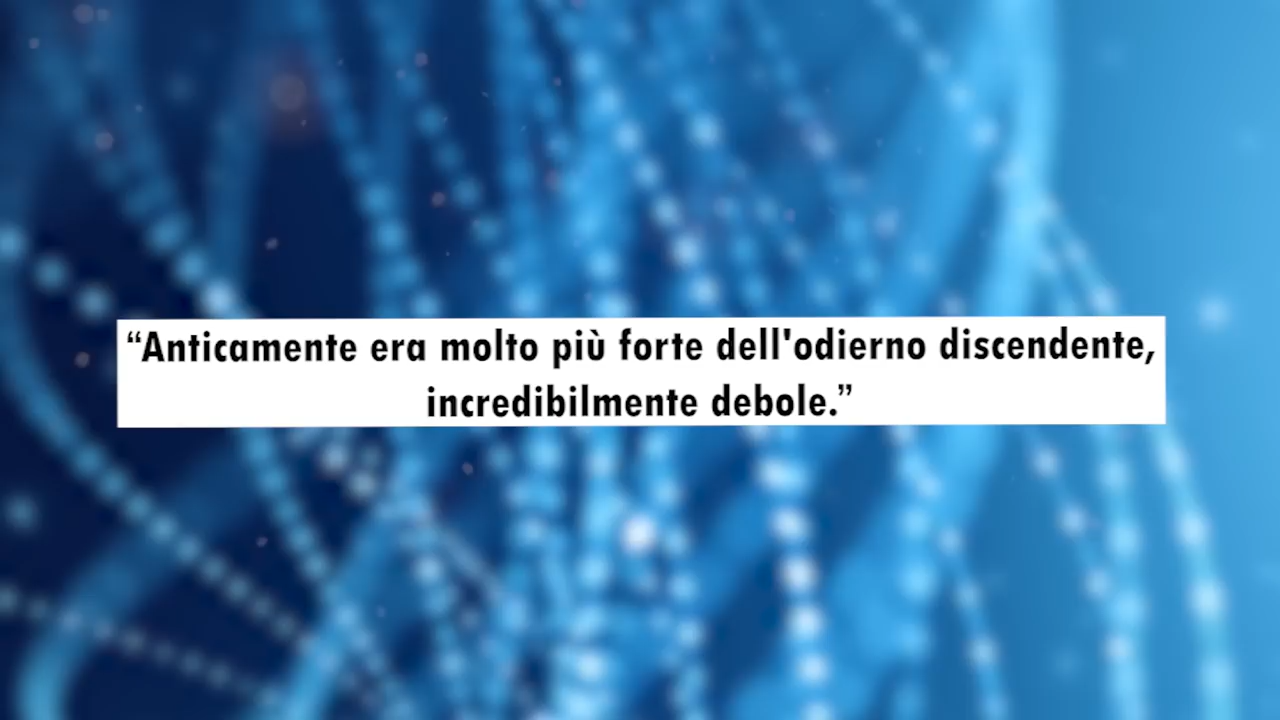 “Anticamente era molto più forte dell'odierno discendente,
incredibilmente debole.”